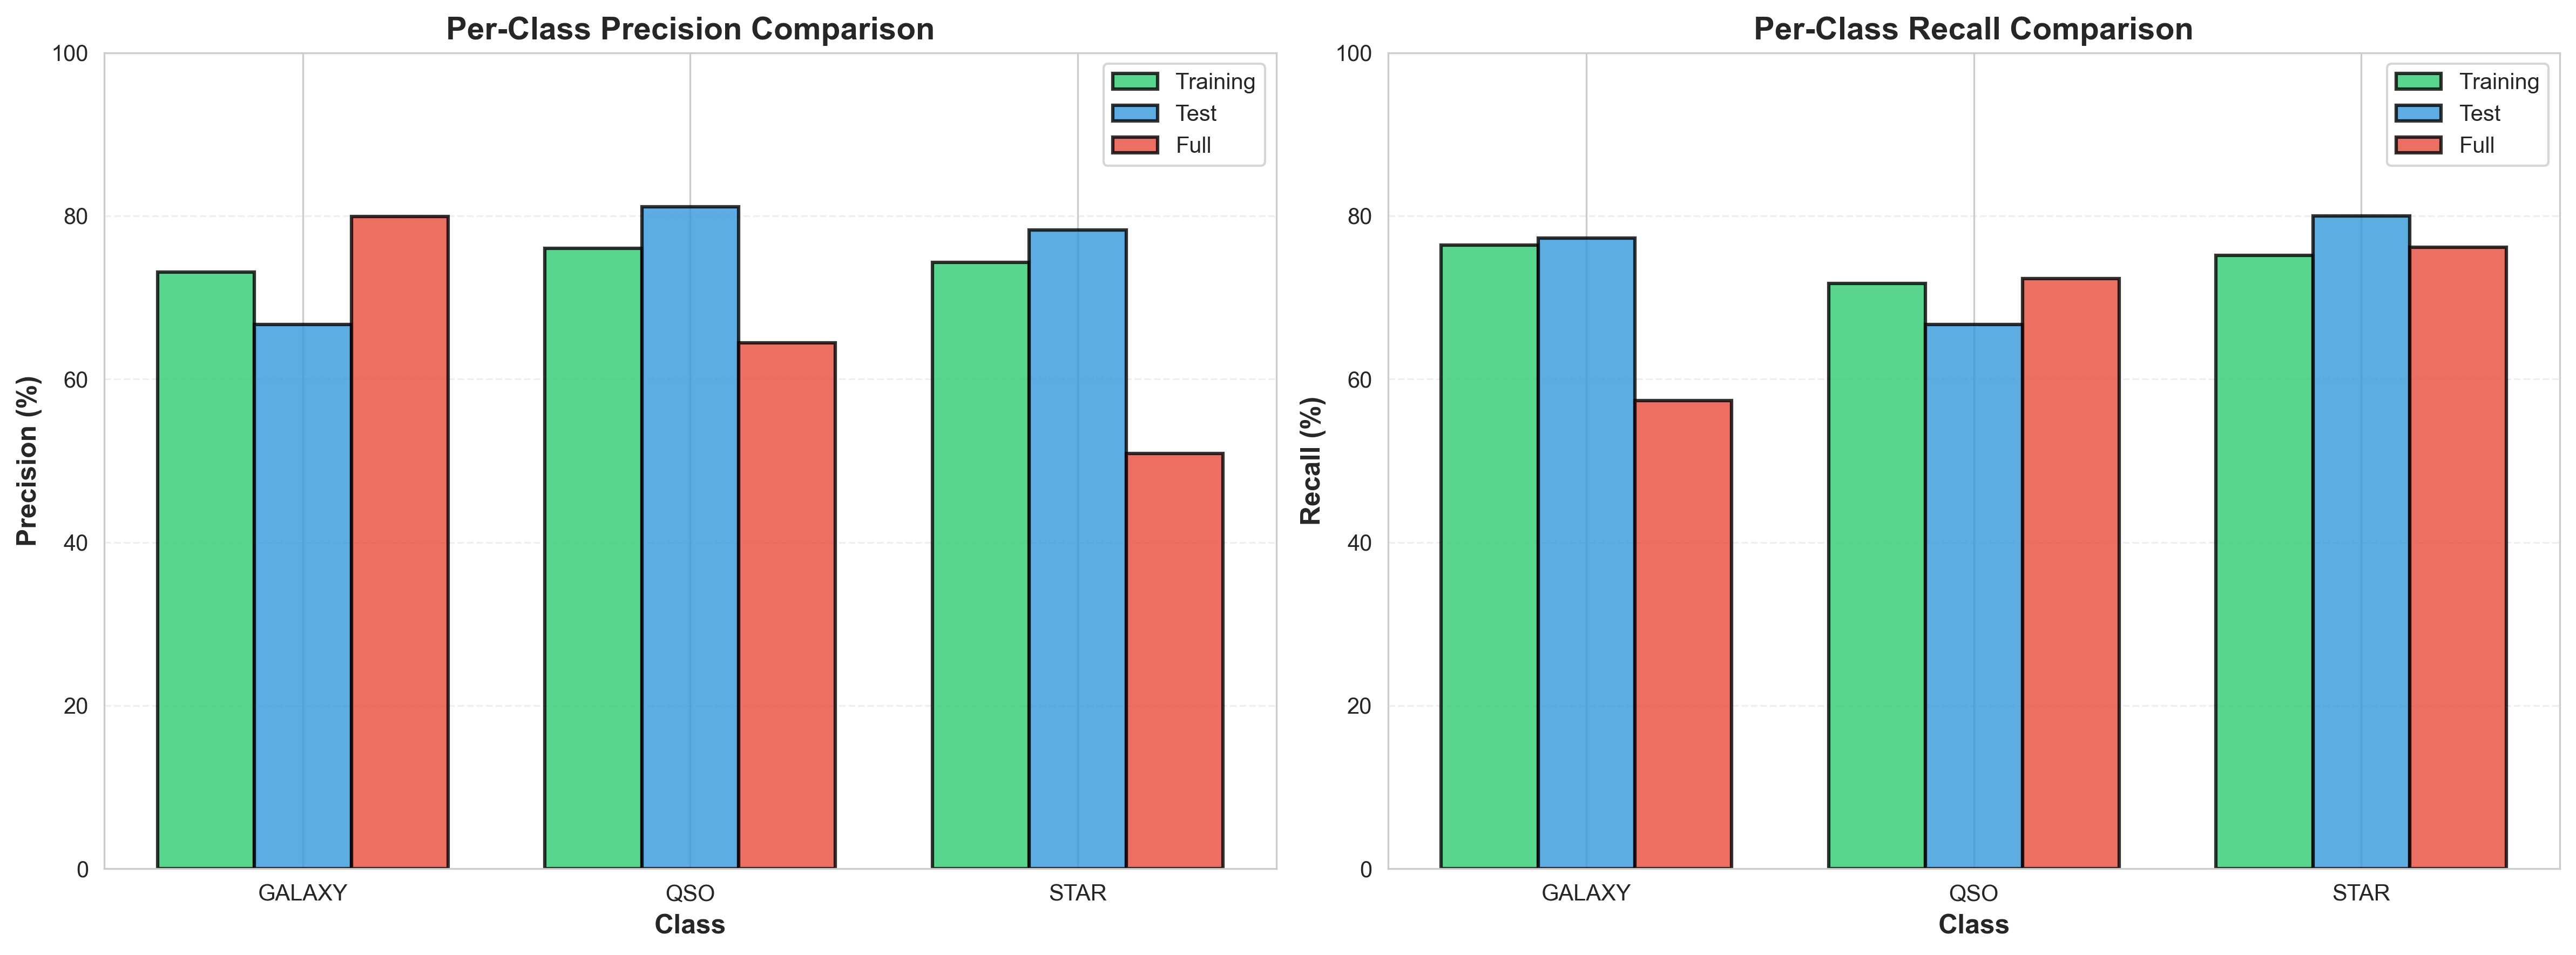 Per-Class Precision Comparison
Training
Test
Full
100
80
60
40
20
0
Precision (%)
GALAXY QSO STAR
Class
Per-Class Recall Comparison
Training
Test
Full
100
80
60
40
20
0
Recall (%)
GALAXY QSO STAR
Class